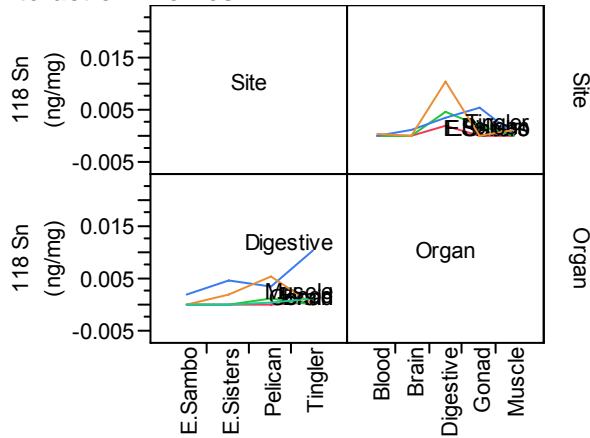 118 Sn
(ng/mg)
0.015
0.005
-0.005
Site
Tingler
Site
118 Sn
(ng/mg)
0.015
0.005
-0.005
Digestive
Muscle
Organ
Organ
E.Sambo
E.Sisters
Pelican
Tingler
Blood
Brain
Digestive
Gonad
Muscle